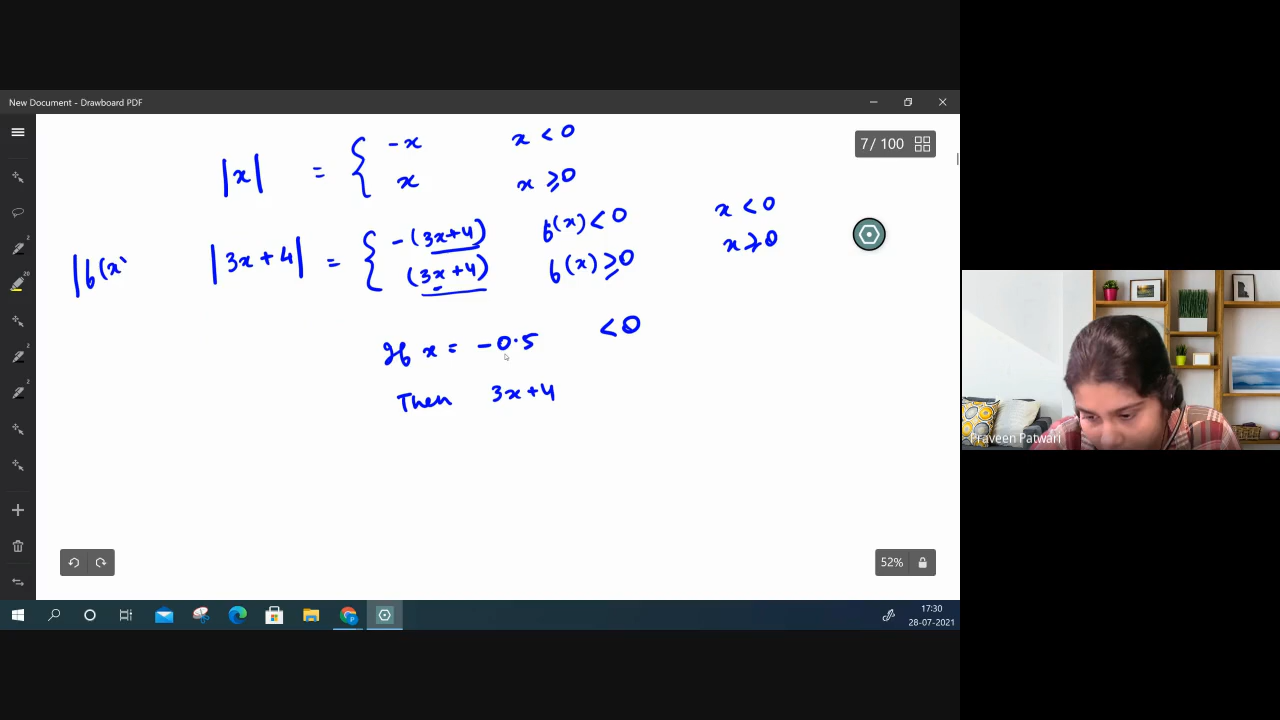 New Document - Drawboard PDF
7 / 100
|x| = { -x x < 0
x x ≥ 0
|f(x) |3x+4| = { -(3x+4) f(x) < 0 x < 0
(3x+4) f(x) ≥ 0 x ≥ 0
If x = -0.5 < 0
Then 3x+4
Praveen Patwari
52%
17:30
28-07-2021